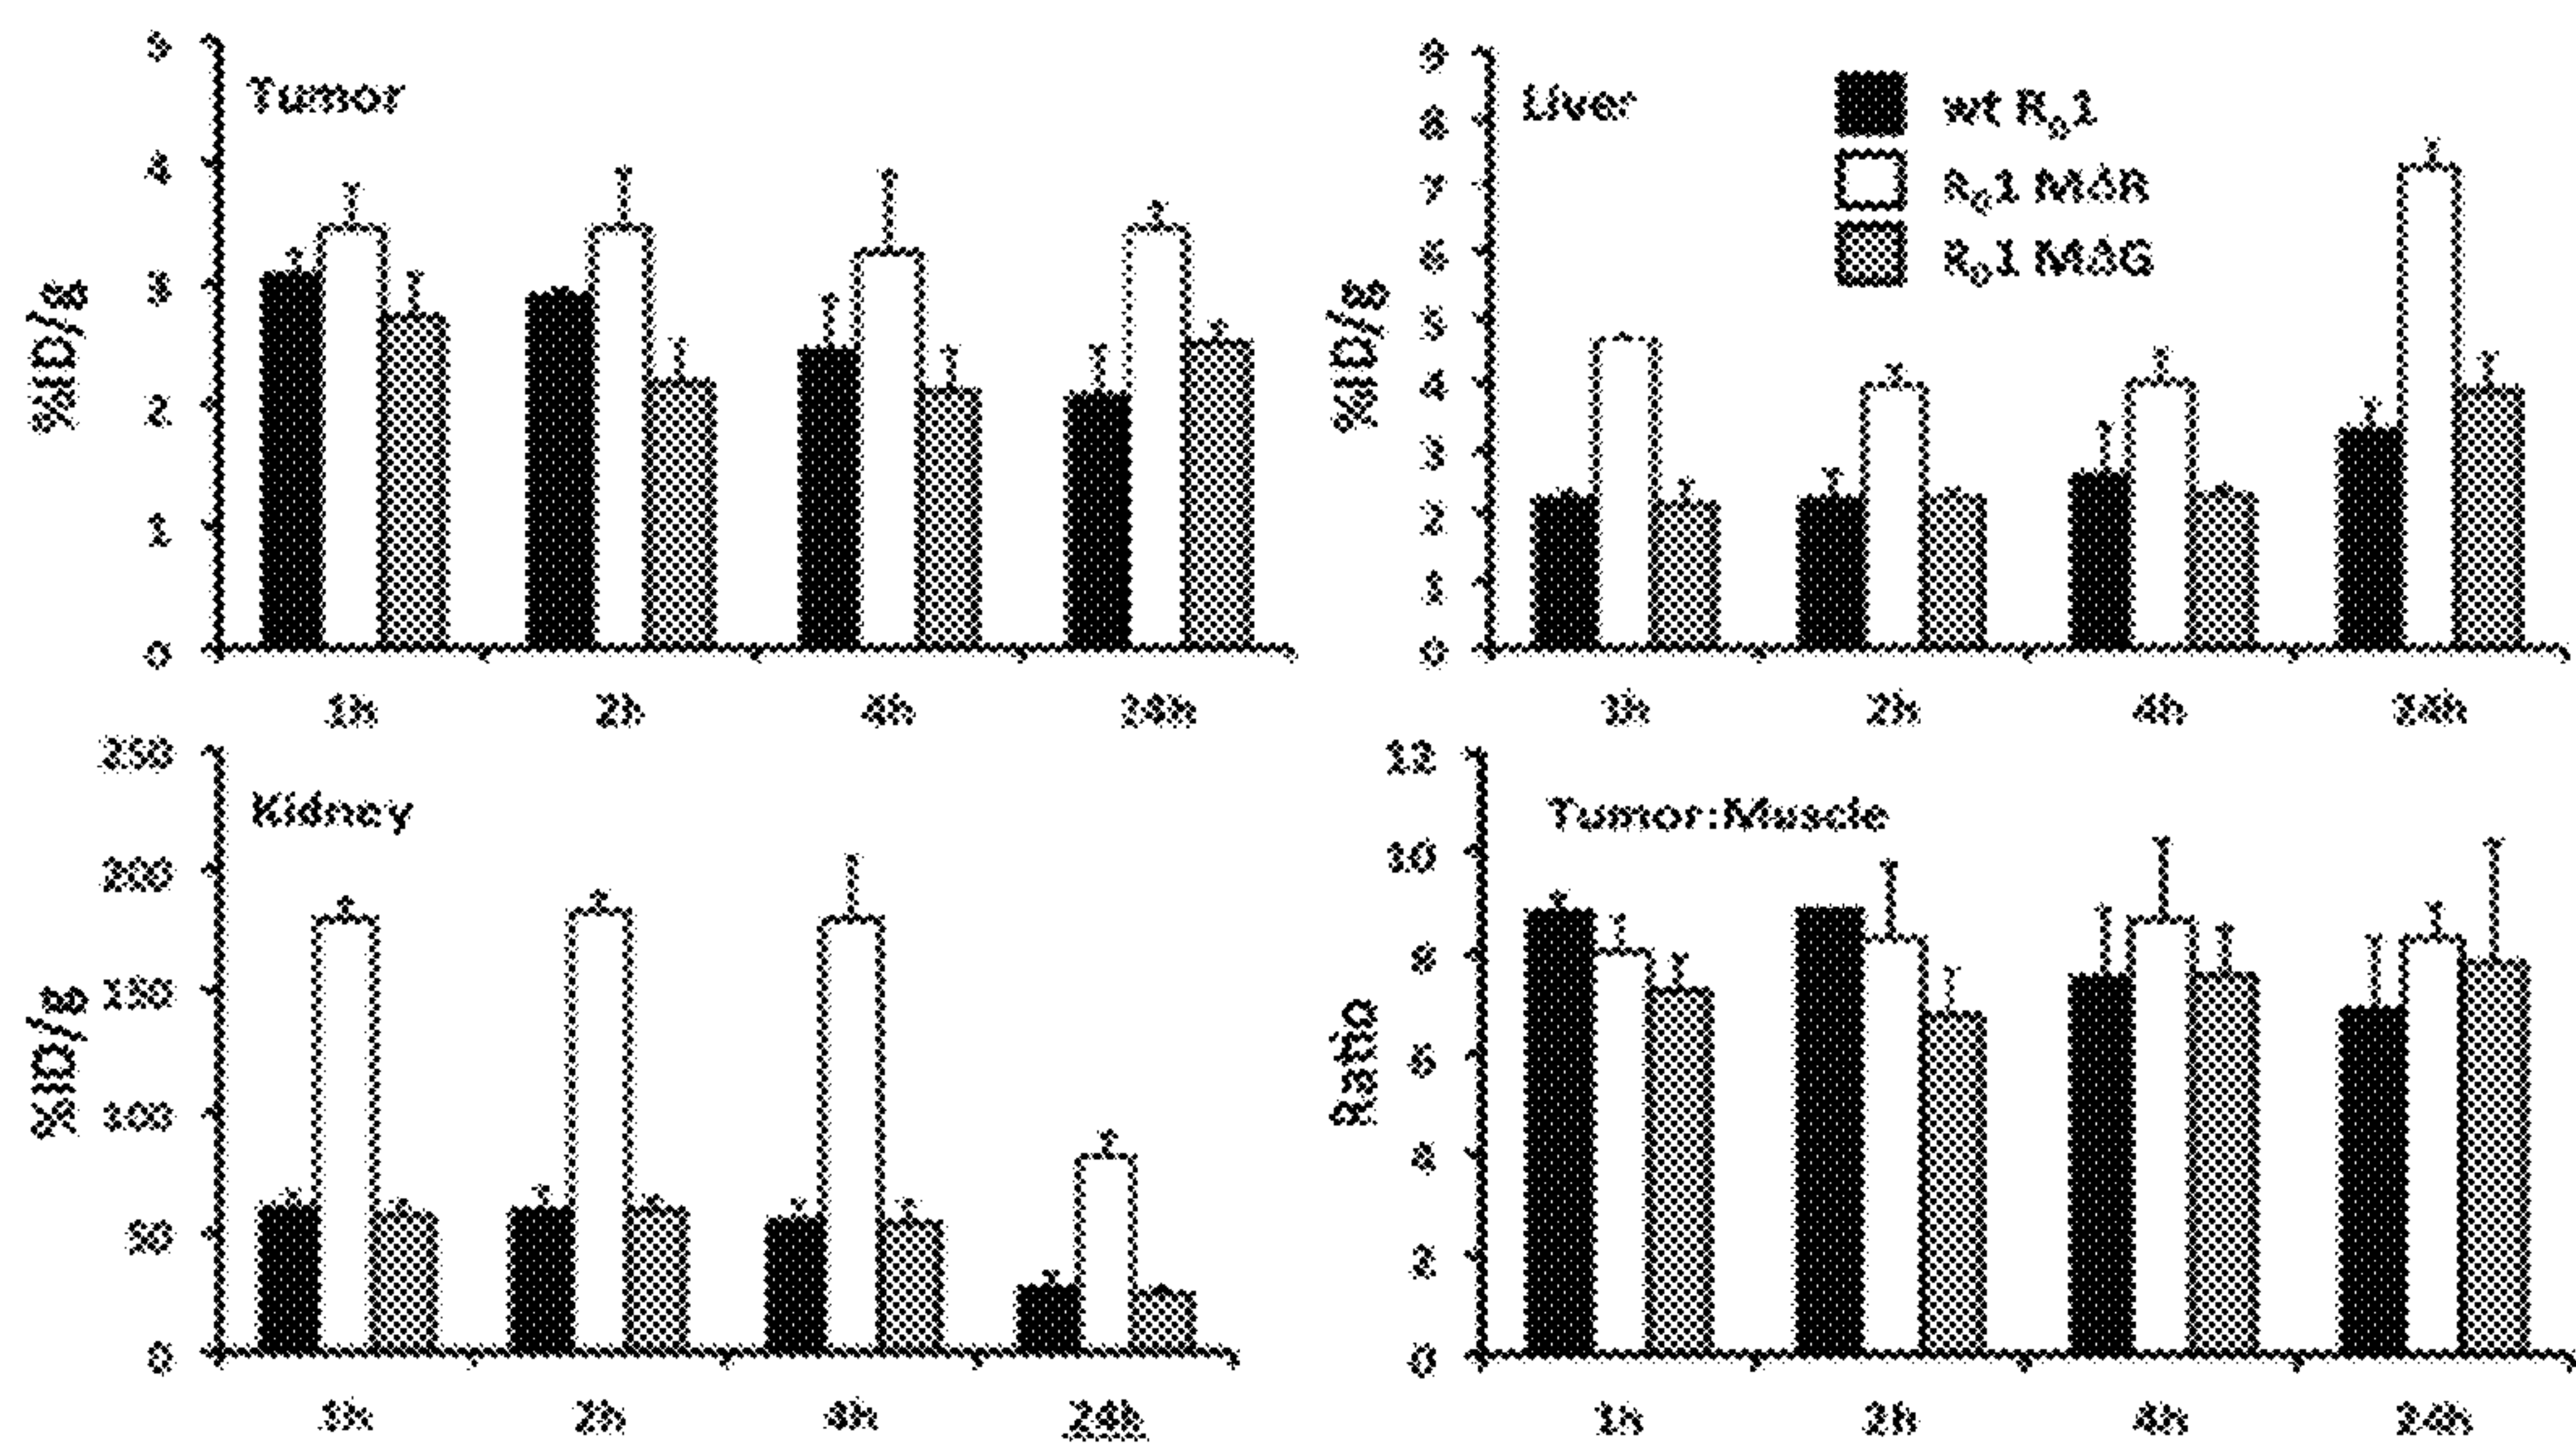 Tumor
%ID/g
5
4
3
2
1
0
1h 2h 4h 24h
Liver
%ID/g
9
8
7
6
5
4
3
2
1
0
wt R₀1
R₀1 MΔR
R₀1 MΔG
1h 2h 4h 24h
Kidney
%ID/g
250
200
150
100
50
0
1h 2h 4h 24h
Tumor:Muscle
Ratio
12
10
8
6
4
2
0
1h 2h 4h 24h